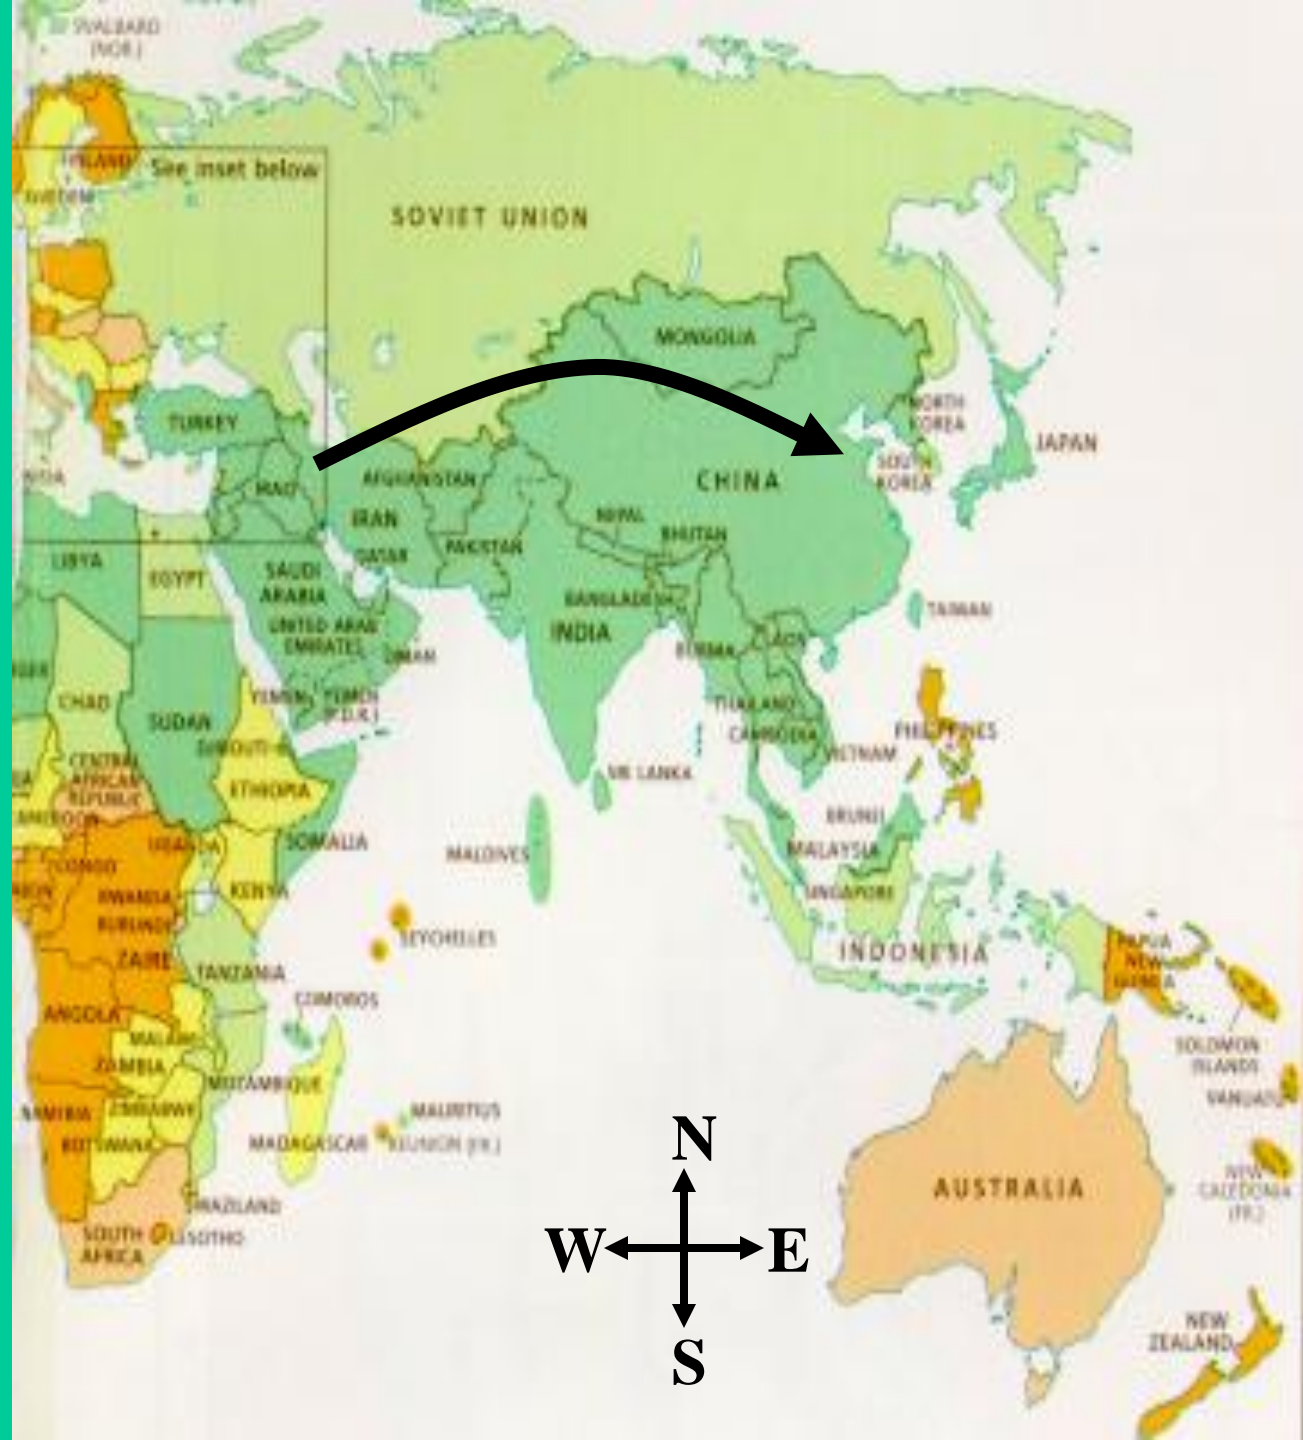 SVALBARD
(NOR.)
FINLAND
See inset below
SWEDEN
SOVIET UNION
MONGOLIA
TURKEY
NORTH
KOREA
JAPAN
AFGHANISTAN
CHINA
SOUTH
KOREA
IRAQ
IRAN
NEPAL
BHUTAN
PAKISTAN
QATAR
LIBYA
EGYPT
SAUDI
ARABIA
BANGLADESH
INDIA
TAIWAN
UNITED ARAB
EMIRATES
OMAN
BURMA
LAOS
CHAD
YEMEN
YEMEN
(P.D.R.)
THAILAND
SUDAN
CAMBODIA
PHILIPPINES
DJIBOUTI
VIETNAM
CENTRAL
AFRICAN
REPUBLIC
SRI LANKA
ETHIOPIA
CAMEROON
BRUNEI
UGANDA
SOMALIA
MALDIVES
MALAYSIA
CONGO
KENYA
SINGAPORE
RWANDA
BURUNDI
SEYCHELLES
INDONESIA
PAPUA
NEW
GUINEA
ZAIRE
TANZANIA
COMOROS
ANGOLA
MALAWI
SOLOMON
ISLANDS
ZAMBIA
MOZAMBIQUE
VANUATU
NAMIBIA
ZIMBABWE
MAURITIUS
BOTSWANA
MADAGASCAR
REUNION (FR.)
N
AUSTRALIA
NEW
CALEDONIA
(FR.)
SWAZILAND
SOUTH
AFRICA
LESOTHO
W E
S
NEW
ZEALAND